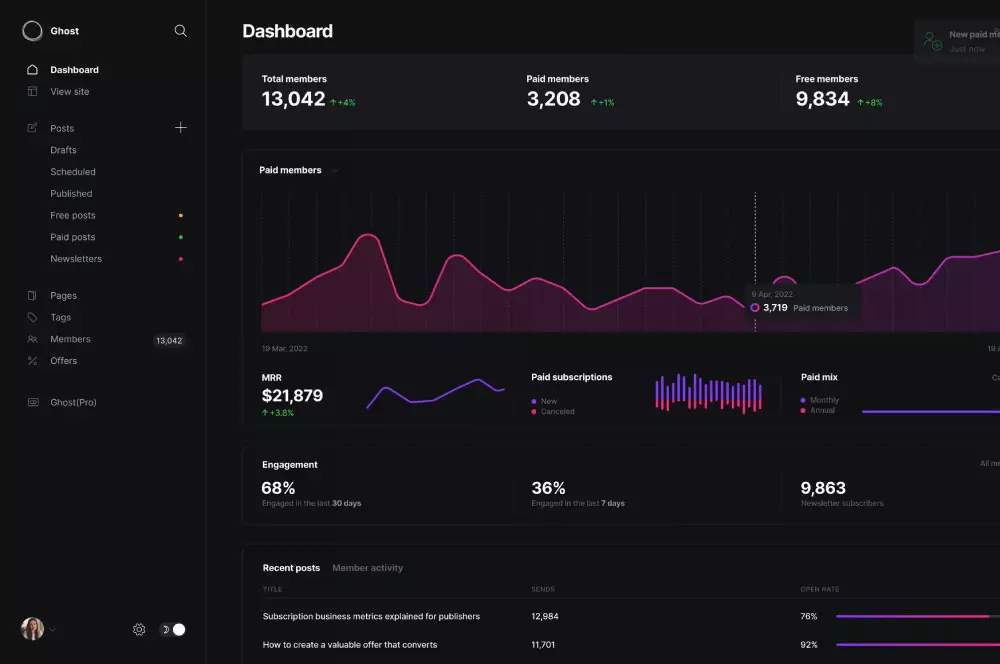 Ghost
Dashboard
View site
Posts
Drafts
Scheduled
Published
Free posts
Paid posts
Newsletters
Pages
Tags
Members 13,042
Offers
Ghost(Pro)
Dashboard
New paid me
Just now
Total members
13,042 +4%
Paid members
3,208 +1%
Free members
9,834 +8%
Paid members
9 Apr, 2022
3,719 Paid members
19 Mar, 2022
19 A
MRR
$21,879
+3.8%
Paid subscriptions
New
Canceled
Paid mix
Monthly
Annual
Engagement
All
68%
Engaged in the last 30 days
36%
Engaged in the last 7 days
9,863
Newsletter subscribers
Recent posts Member activity
TITLE SENDS OPEN RATE
Subscription business metrics explained for publishers 12,984 76%
How to create a valuable offer that converts 11,701 92%